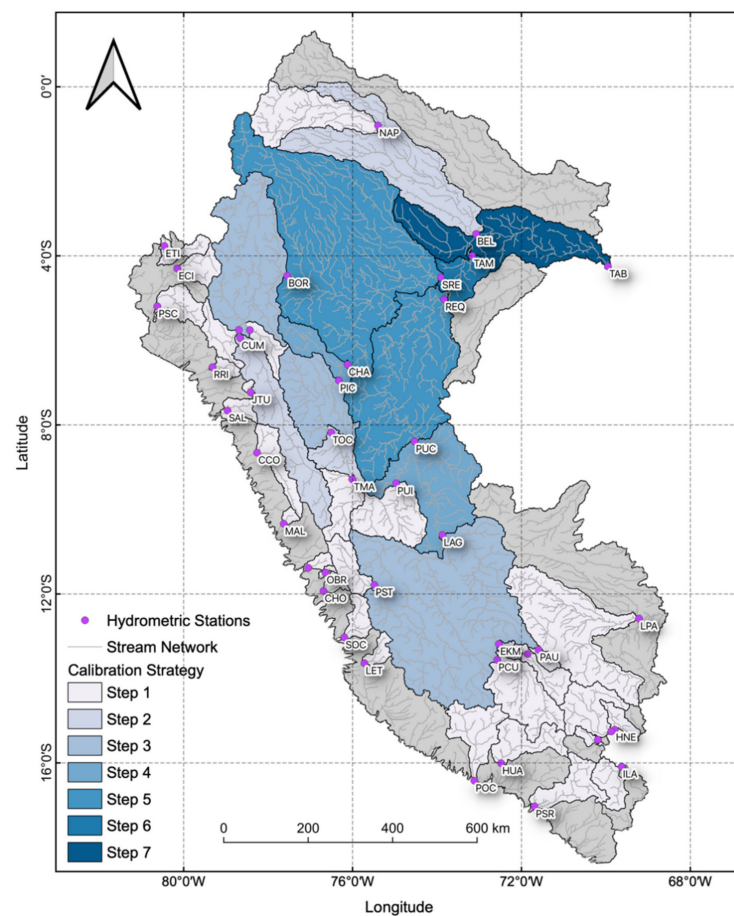 0°0'
NAP
BEL
4°0'S
ETI
TAM
ECI
TAB
BOR
SRE
REQ
PSC
CUM
RRI
CHA
PIC
JTU
SAL
8°0'S
TOC
PUC
CCO
TMA
PUI
MAL
LAG
OBR
12°0'S
CHO
PST
Hydrometric Stations
LPA
Stream Network
SDC
EKM
PAU
Calibration Strategy
LET
PCU
Step 1
Step 2
Step 3
HNE
Step 4
16°0'S
HUA
ILA
Step 5
POC
Step 6
PSR
0 200 400 600 km
Step 7
80°0'W 76°0'W 72°0'W 68°0'W
Longitude
Latitude